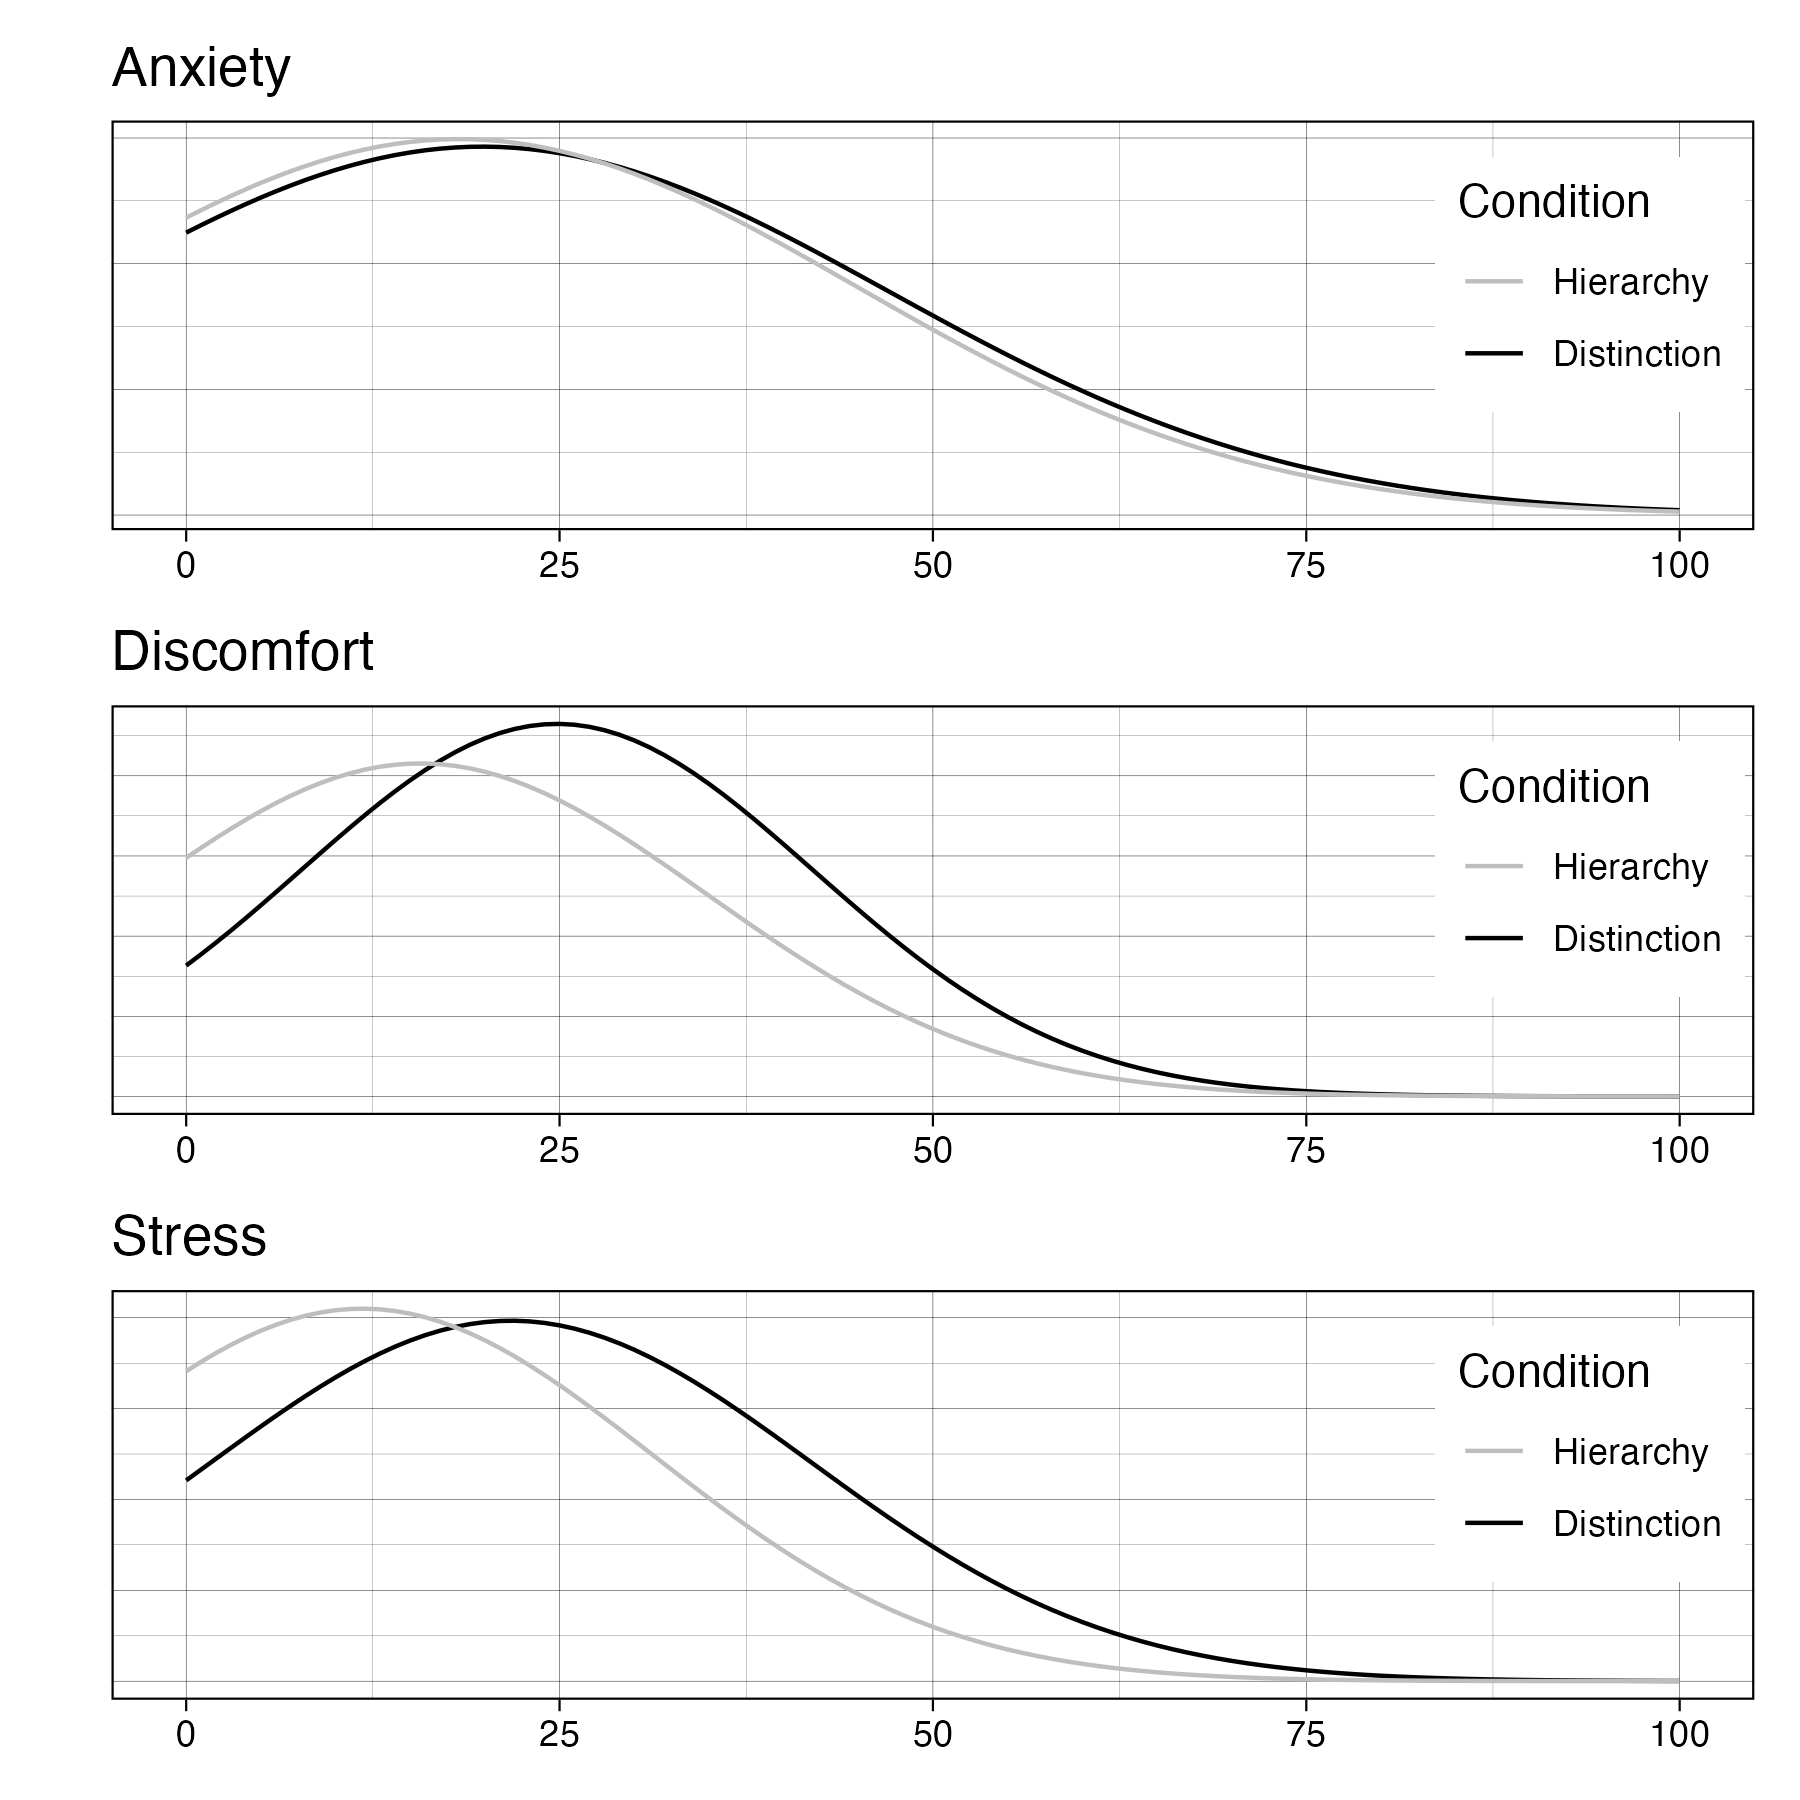 Anxiety
Condition
Hierarchy
Distinction
0 25 50 75 100
Discomfort
Condition
Hierarchy
Distinction
0 25 50 75 100
Stress
Condition
Hierarchy
Distinction
0 25 50 75 100